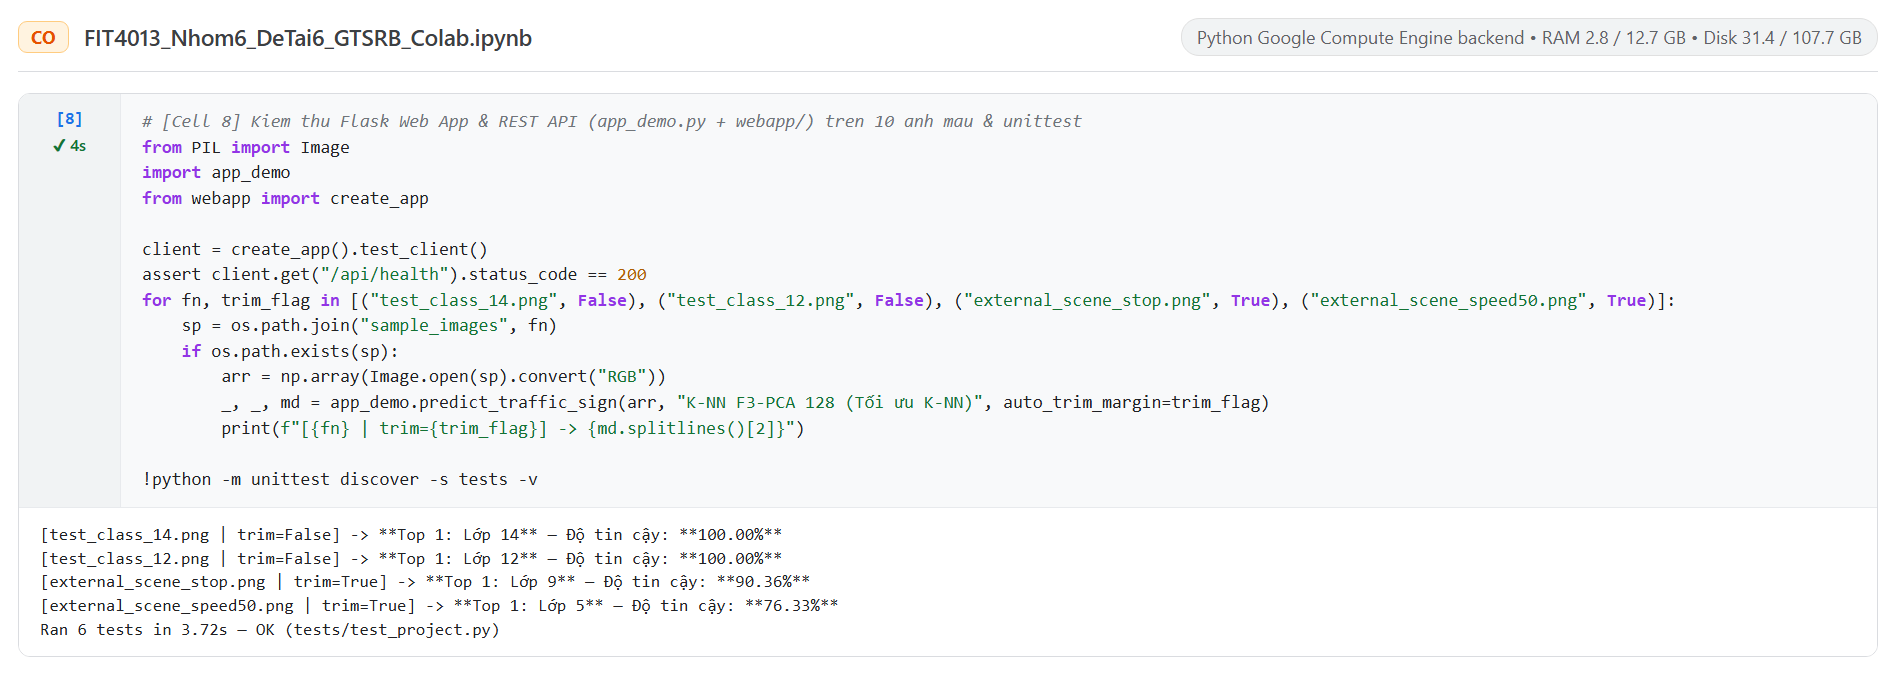 CO FIT4013_Nhom6_DeTai6_GTSRB_Colab.ipynb Python Google Compute Engine backend • RAM 2.8 / 12.7 GB • Disk 31.4 / 107.7 GB
[8]
✓ 4s
# [Cell 8] Kiem thu Flask Web App & REST API (app_demo.py + webapp/) tren 10 anh mau & unittest
from PIL import Image
import app_demo
from webapp import create_app
client = create_app().test_client()
assert client.get("/api/health").status_code == 200
for fn, trim_flag in [("test_class_14.png", False), ("test_class_12.png", False), ("external_scene_stop.png", True), ("external_scene_speed50.png", True)]:
    sp = os.path.join("sample_images", fn)
    if os.path.exists(sp):
        arr = np.array(Image.open(sp).convert("RGB"))
        _, _, md = app_demo.predict_traffic_sign(arr, "K-NN F3-PCA 128 (Tối ưu K-NN)", auto_trim_margin=trim_flag)
        print(f"[{fn} | trim={trim_flag}] -> {md.splitlines()[2]}")
!python -m unittest discover -s tests -v
[test_class_14.png | trim=False] -> **Top 1: Lớp 14** — Độ tin cậy: **100.00%**
[test_class_12.png | trim=False] -> **Top 1: Lớp 12** — Độ tin cậy: **100.00%**
[external_scene_stop.png | trim=True] -> **Top 1: Lớp 9** — Độ tin cậy: **90.36%**
[external_scene_speed50.png | trim=True] -> **Top 1: Lớp 5** — Độ tin cậy: **76.33%**
Ran 6 tests in 3.72s — OK (tests/test_project.py)